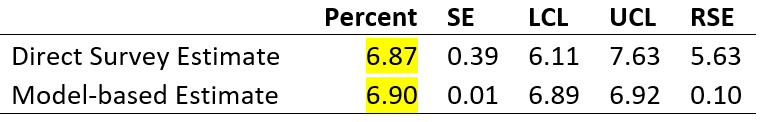 Percent SE LCL UCL RSE
Direct Survey Estimate 6.87 0.39 6.11 7.63 5.63
Model-based Estimate 6.90 0.01 6.89 6.92 0.10